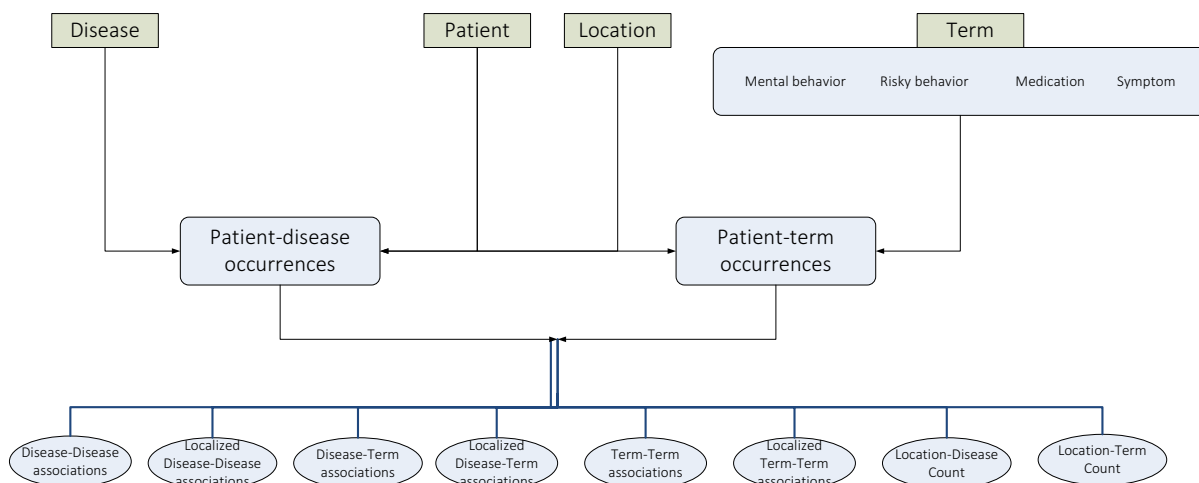 Disease
Patient
Location
Term
Mental behavior
Risky behavior
Medication
Symptom
Patient-disease
occurrences
Patient-term
occurrences
Disease-Disease
associations
Localized
Disease-Disease
associations
Disease-Term
associations
Localized
Disease-Term
associations
Term-Term
associations
Localized
Term-Term
associations
Location-Disease
Count
Location-Term
Count